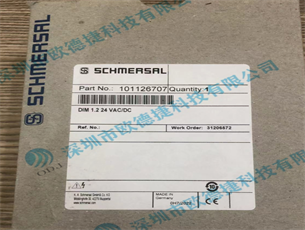 SCHMERSAL
Part No.: 101126707 Quantity: 1
DIM 1.2 24 VAC/DC
Ref. No.: Work Order: 31206672
MADE IN
Germany
深圳市欧德捷科技有限公司
ODJ